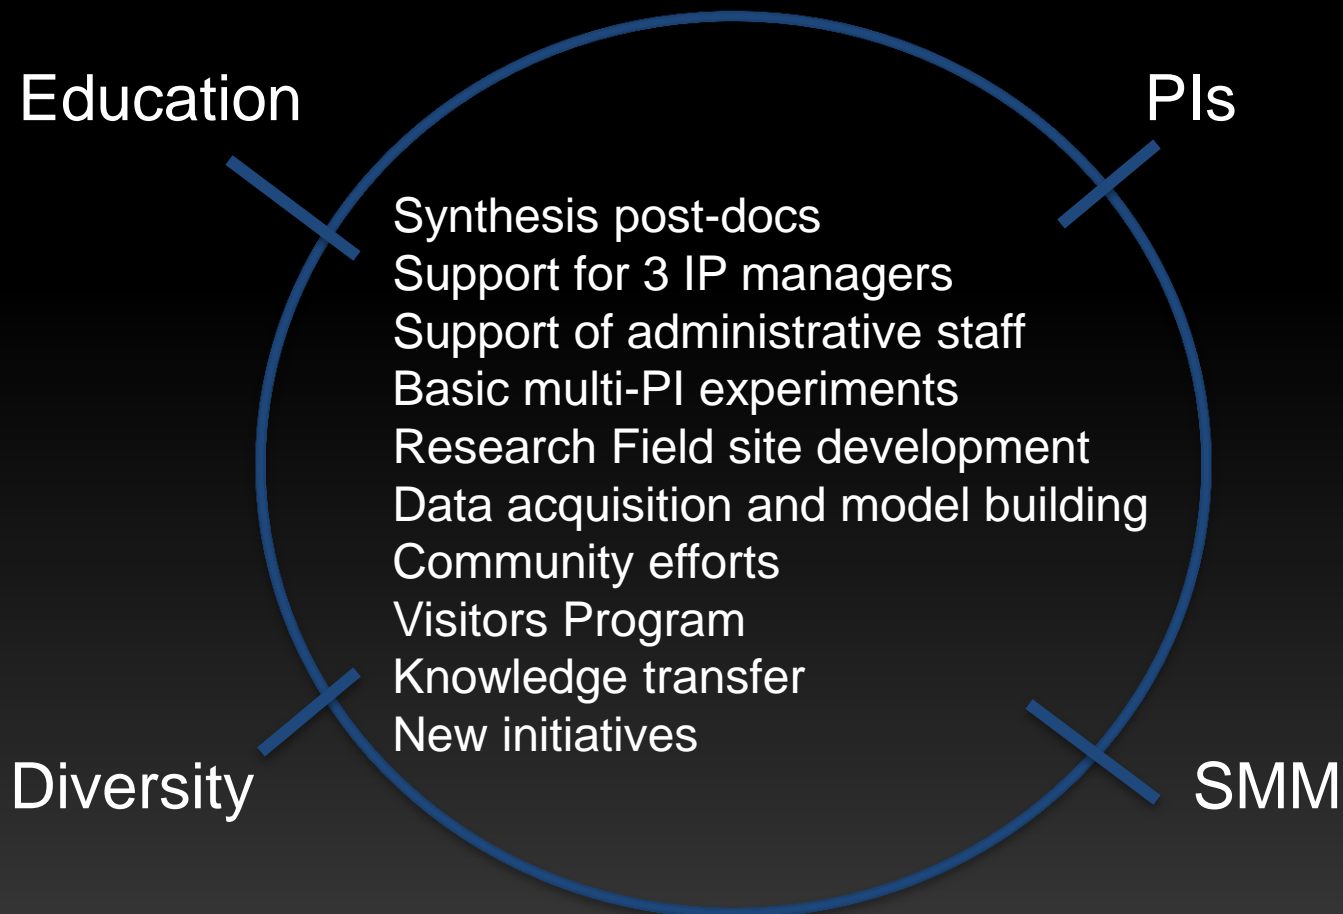 Education
PIs
Synthesis post-docs
Support for 3 IP managers
Support of administrative staff
Basic multi-PI experiments
Research Field site development
Data acquisition and model building
Community efforts
Visitors Program
Knowledge transfer
New initiatives
Diversity
SMM